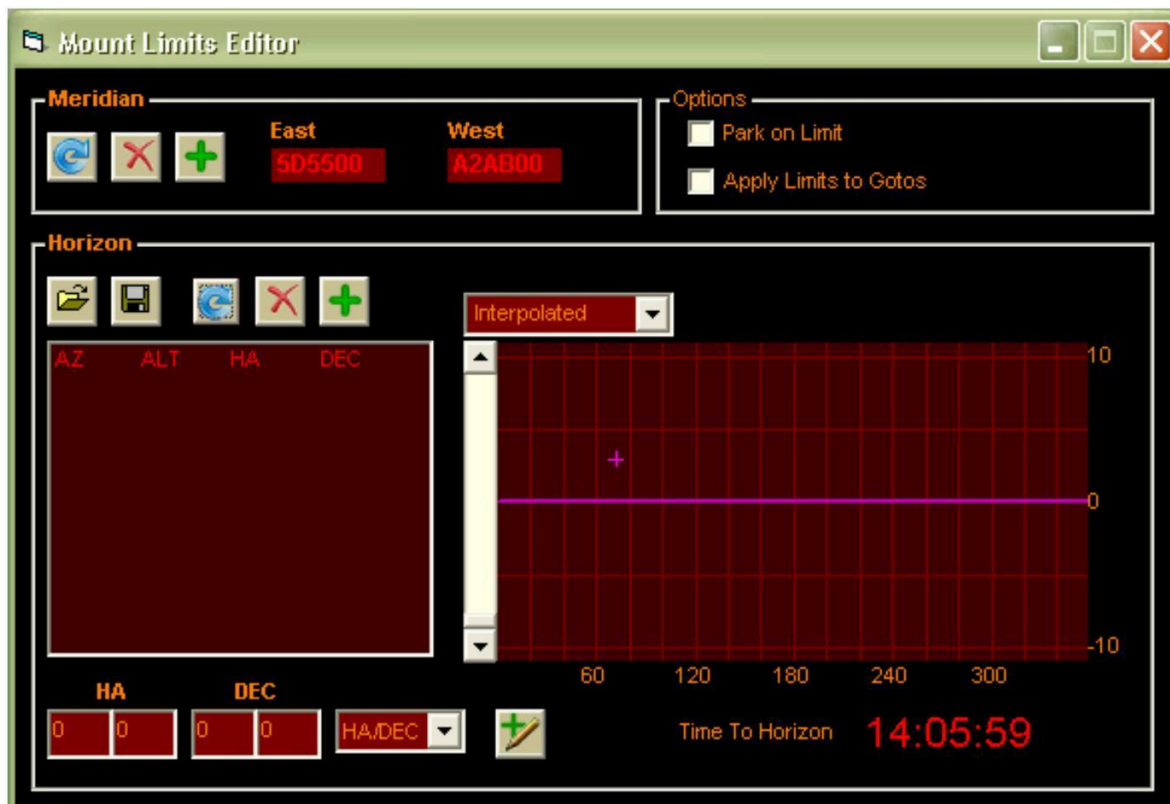 Mount Limits Editor
Meridian
East West
5D5500 A2AB00
Options
Park on Limit
Apply Limits to Gotos
Horizon
Interpolated
AZ ALT HA DEC
10
0
-10
60 120 180 240 300
HA DEC
0 0 0 0 HA/DEC
Time To Horizon 14:05:59